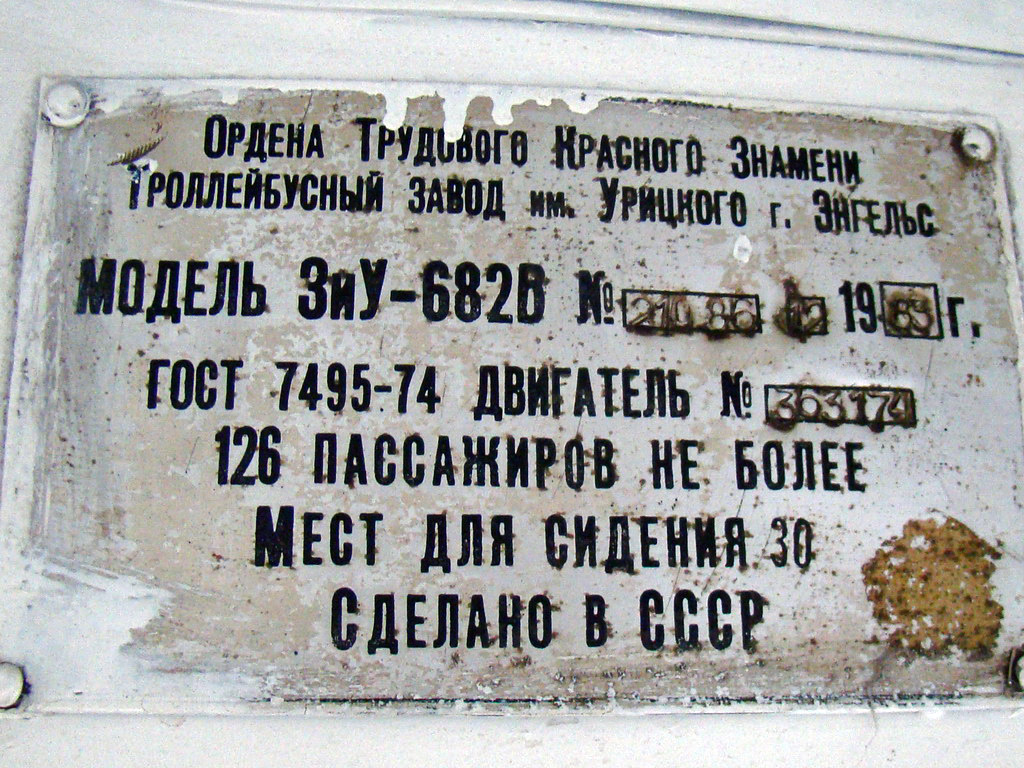 Ордена Трудового Красного Знамени
Троллейбусный завод им. Урицкого г. Энгельс
Модель ЗиУ-682В № 12 19 г.
ГОСТ 7495-74 Двигатель № 363174
126 пассажиров не более
Мест для сидения 30
Сделано в СССР